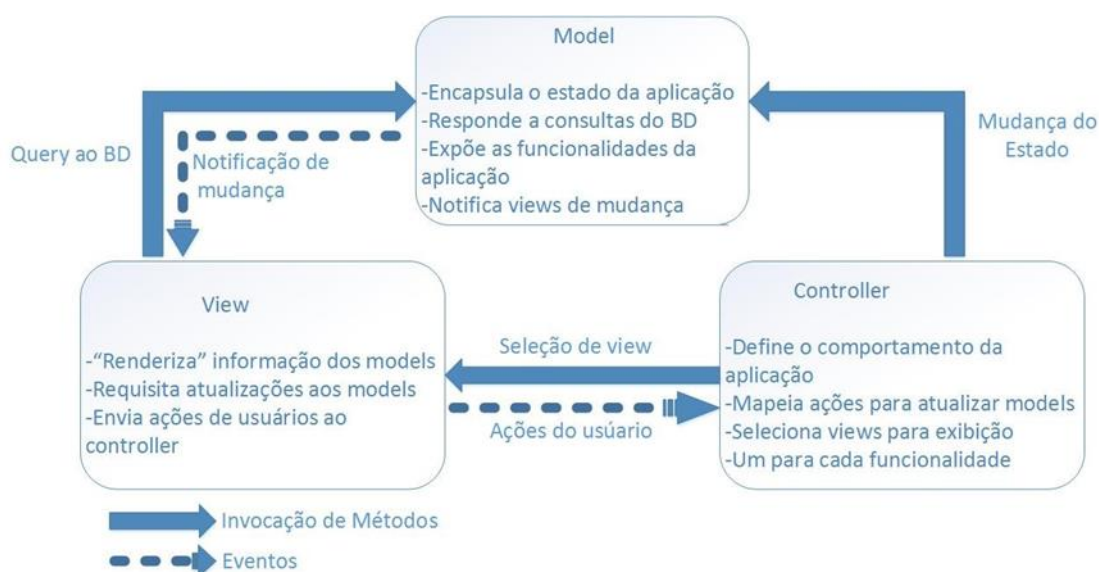 Model
-Encapsula o estado da aplicação
-Responde a consultas do BD
-Expõe as funcionalidades da
aplicação
-Notifica views de mudança
Query ao BD
Notificação de
mudança
Mudança do
Estado
View
-“Renderiza” informação dos models
-Requisita atualizações aos models
-Envia ações de usuários ao
controller
Seleção de view
Ações do usúario
Controller
-Define o comportamento da
aplicação
-Mapeia ações para atualizar models
-Seleciona views para exibição
-Um para cada funcionalidade
Invocação de Métodos
Eventos